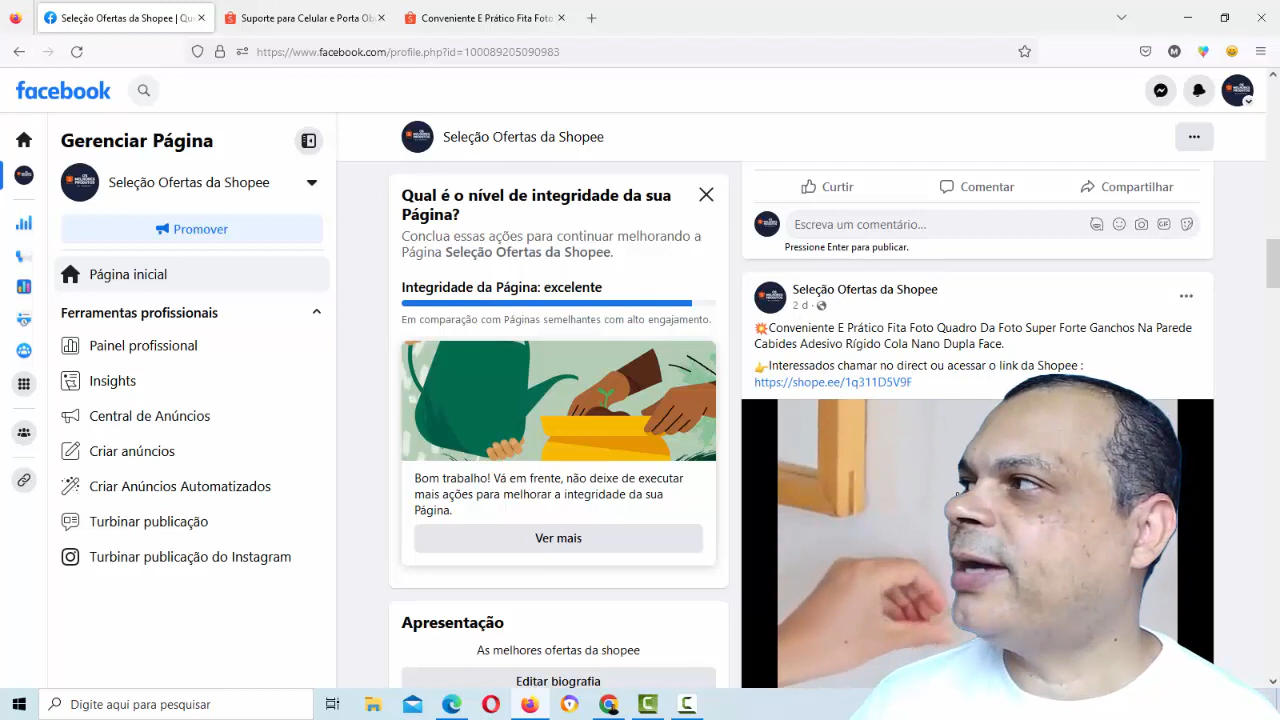 Seleção Ofertas da Shopee | Qu
Suporte para Celular e Porta Ob
Conveniente E Prático Fita Foto
https://www.facebook.com/profile.php?id=100089205090983
facebook
Gerenciar Página
Seleção Ofertas da Shopee
Promover
Página inicial
Ferramentas profissionais
Painel profissional
Insights
Central de Anúncios
Criar anúncios
Criar Anúncios Automatizados
Turbinar publicação
Turbinar publicação do Instagram
Seleção Ofertas da Shopee
Qual é o nível de integridade da sua
Página?
Conclua essas ações para continuar melhorando a
Página Seleção Ofertas da Shopee.
Integridade da Página: excelente
Em comparação com Páginas semelhantes com alto engajamento.
Bom trabalho! Vá em frente, não deixe de executar
mais ações para melhorar a integridade da sua
Página.
Ver mais
Apresentação
As melhores ofertas da shopee
Editar biografia
Curtir
Comentar
Compartilhar
Escreva um comentário...
Pressione Enter para publicar.
Seleção Ofertas da Shopee
2 d
💥Conveniente E Prático Fita Foto Quadro Da Foto Super Forte Ganchos Na Parede
Cabides Adesivo Rígido Cola Nano Dupla Face.
👉Interessados chamar no direct ou acessar o link da Shopee :
https://shope.ee/1q311D5V9F
Digite aqui para pesquisar